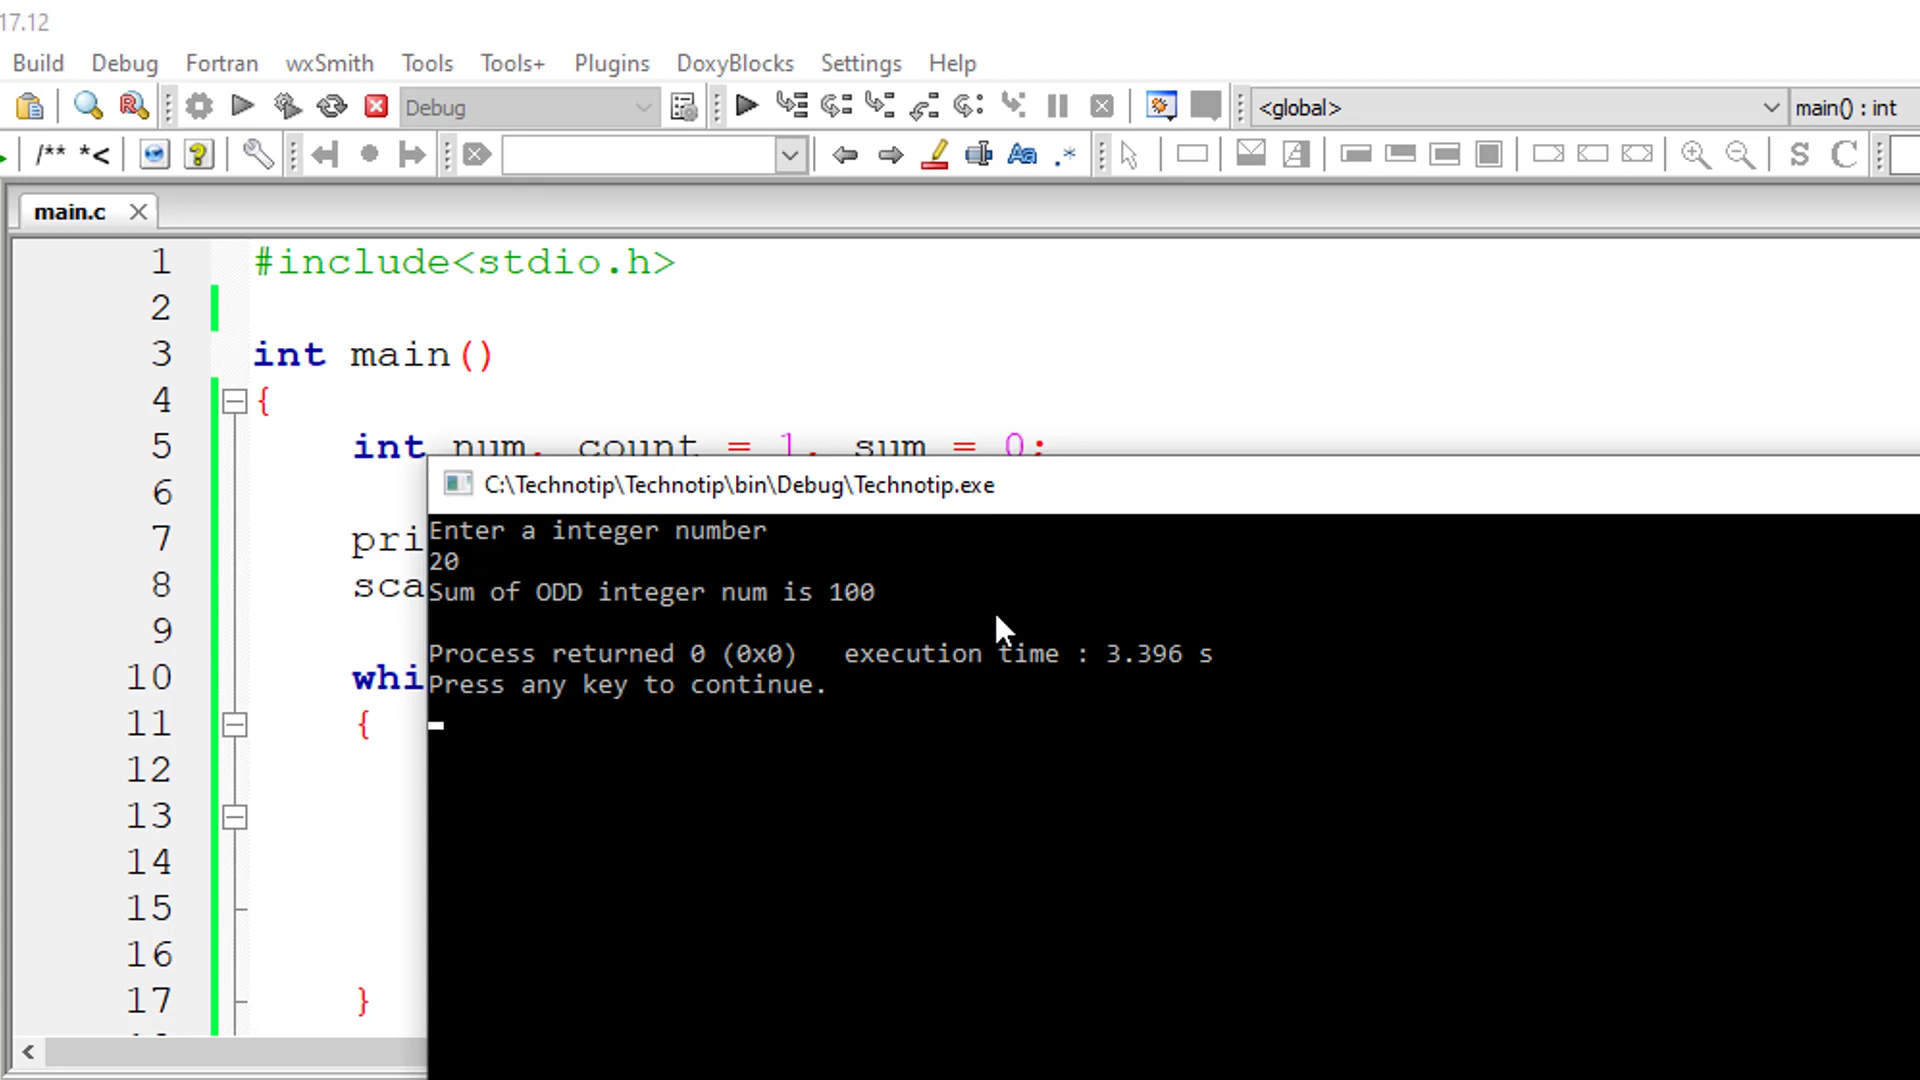 17.12
Build Debug Fortran wxSmith Tools Tools+ Plugins DoxyBlocks Settings Help
Debug <global> main() : int
/** *< Aa .* S C
main.c
1 #include<stdio.h>
2
3 int main()
4 {
5 int num, count = 1, sum = 0;
6
7 pri
8 sca
9
10 whi
11 {
12
13
14
15
16
17 }
C:\Technotip\Technotip\bin\Debug\Technotip.exe
Enter a integer number
20
Sum of ODD integer num is 100
Process returned 0 (0x0) execution time : 3.396 s
Press any key to continue.